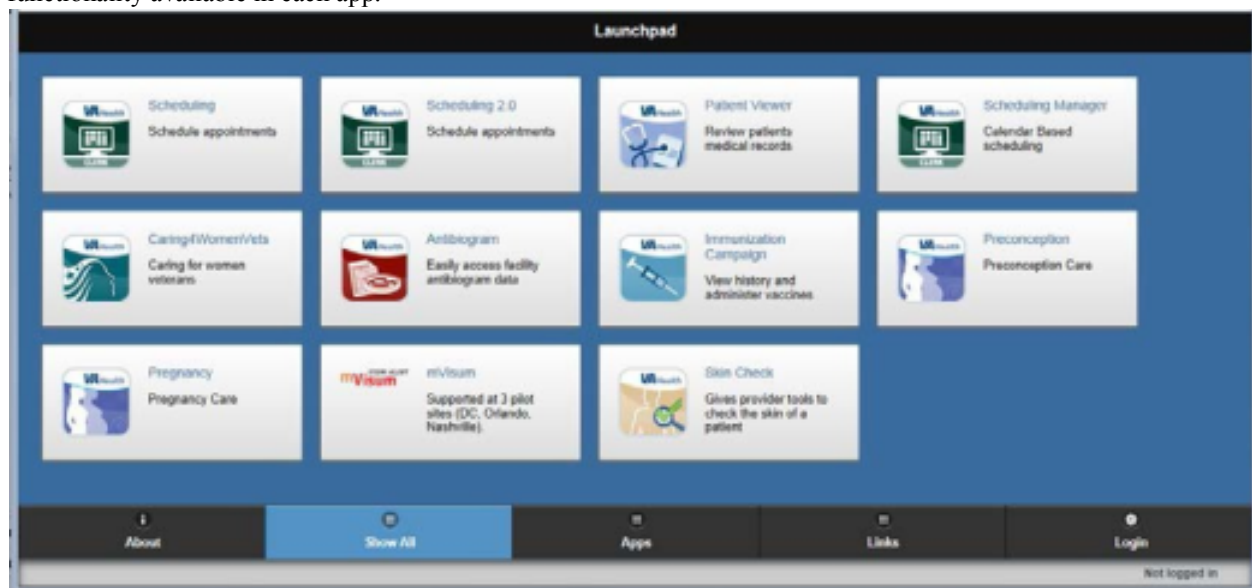 functionality available in each app.
Launchpad
Scheduling
Schedule appointments
Scheduling 2.0
Schedule appointments
Patient Viewer
Review patients
medical records
Scheduling Manager
Calendar Based
scheduling
Caring4WomenVets
Caring for women
veterans
Antibiogram
Easily access facility
antibiogram data
Immunization
Campaign
View history and
administer vaccines
Preconception
Preconception Care
Pregnancy
Pregnancy Care
mVisum
mVisum
Supported at 3 pilot
sites (DC, Orlando,
Nashville).
Skin Check
Gives provider tools to
check the skin of a
patient
About
Show All
Apps
Links
Login
Not logged in